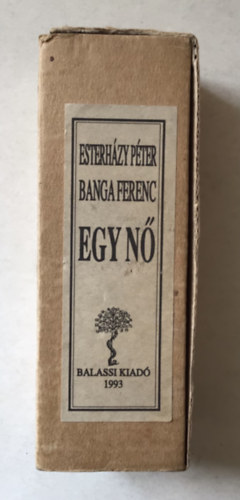 ESTERHÁZY PÉTER
BANGA FERENC
EGY NŐ
BALASSI KIADÓ
1993